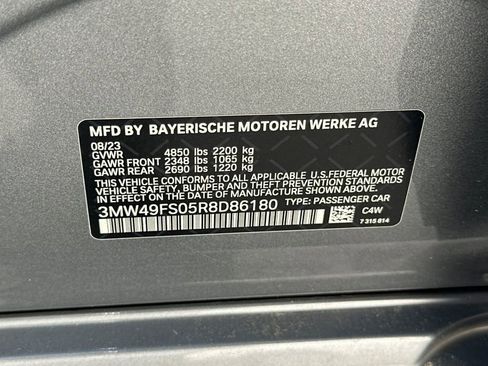 MFD BY BAYERISCHE MOTOREN WERKE AG
08/23
GVWR 4850 lbs 2200 kg
GAWR FRONT 2348 lbs 1065 kg
GAWR REAR 2690 lbs 1220 kg
THIS VEHICLE CONFORMS TO ALL APPLICABLE U.S.FEDERAL MOTOR
VEHICLE SAFETY, BUMPER, AND THEFT PREVENTION STANDARDS
IN EFFECT ON THE DATE OF MANUFACTURE SHOWN ABOVE.
3MW49FS05R8D86180 TYPE: PASSENGER CAR
C4W
7 315 814